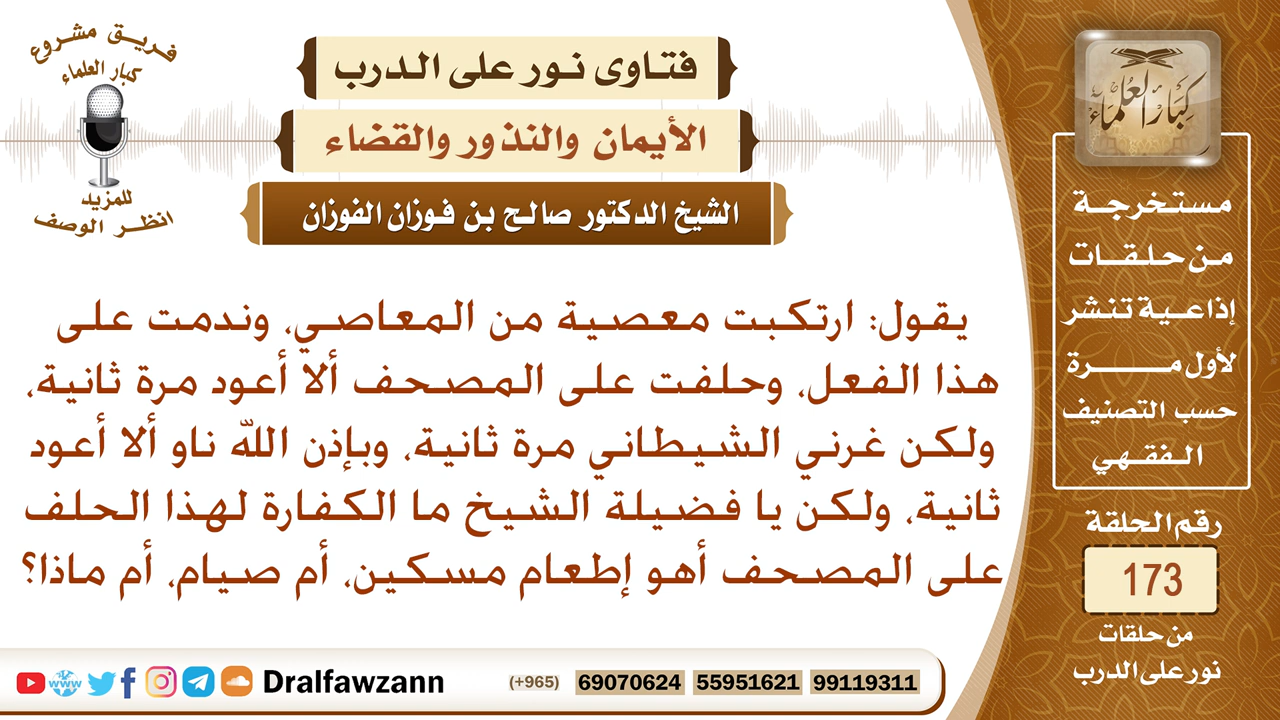 فريق مشروع
كبار العلماء
للمزيد
انظر الوصف
فتاوى نور على الدرب
الأيمان والنذور والقضاء
الشيخ الدكتور صالح بن فوزان الفوزان
يقول: ارتكبت معصية من المعاصي، وندمت على
هذا الفعل، وحلفت على المصحف ألا أعود مرة ثانية،
ولكن غرني الشيطاني مرة ثانية، وبإذن الله ناو ألا أعود
ثانية، ولكن يا فضيلة الشيخ ما الكفارة لهذا الحلف
على المصحف أهو إطعام مسكين، أم صيام، أم ماذا؟
كبار العلماء
مستخرجة
من حلقات
إذاعية تنشر
لأول مرة
حسب التصنيف
الفقهي
رقم الحلقة
173
من حلقات
نور على الدرب
www Dralfawzann (+965) 69070624 55951621 99119311